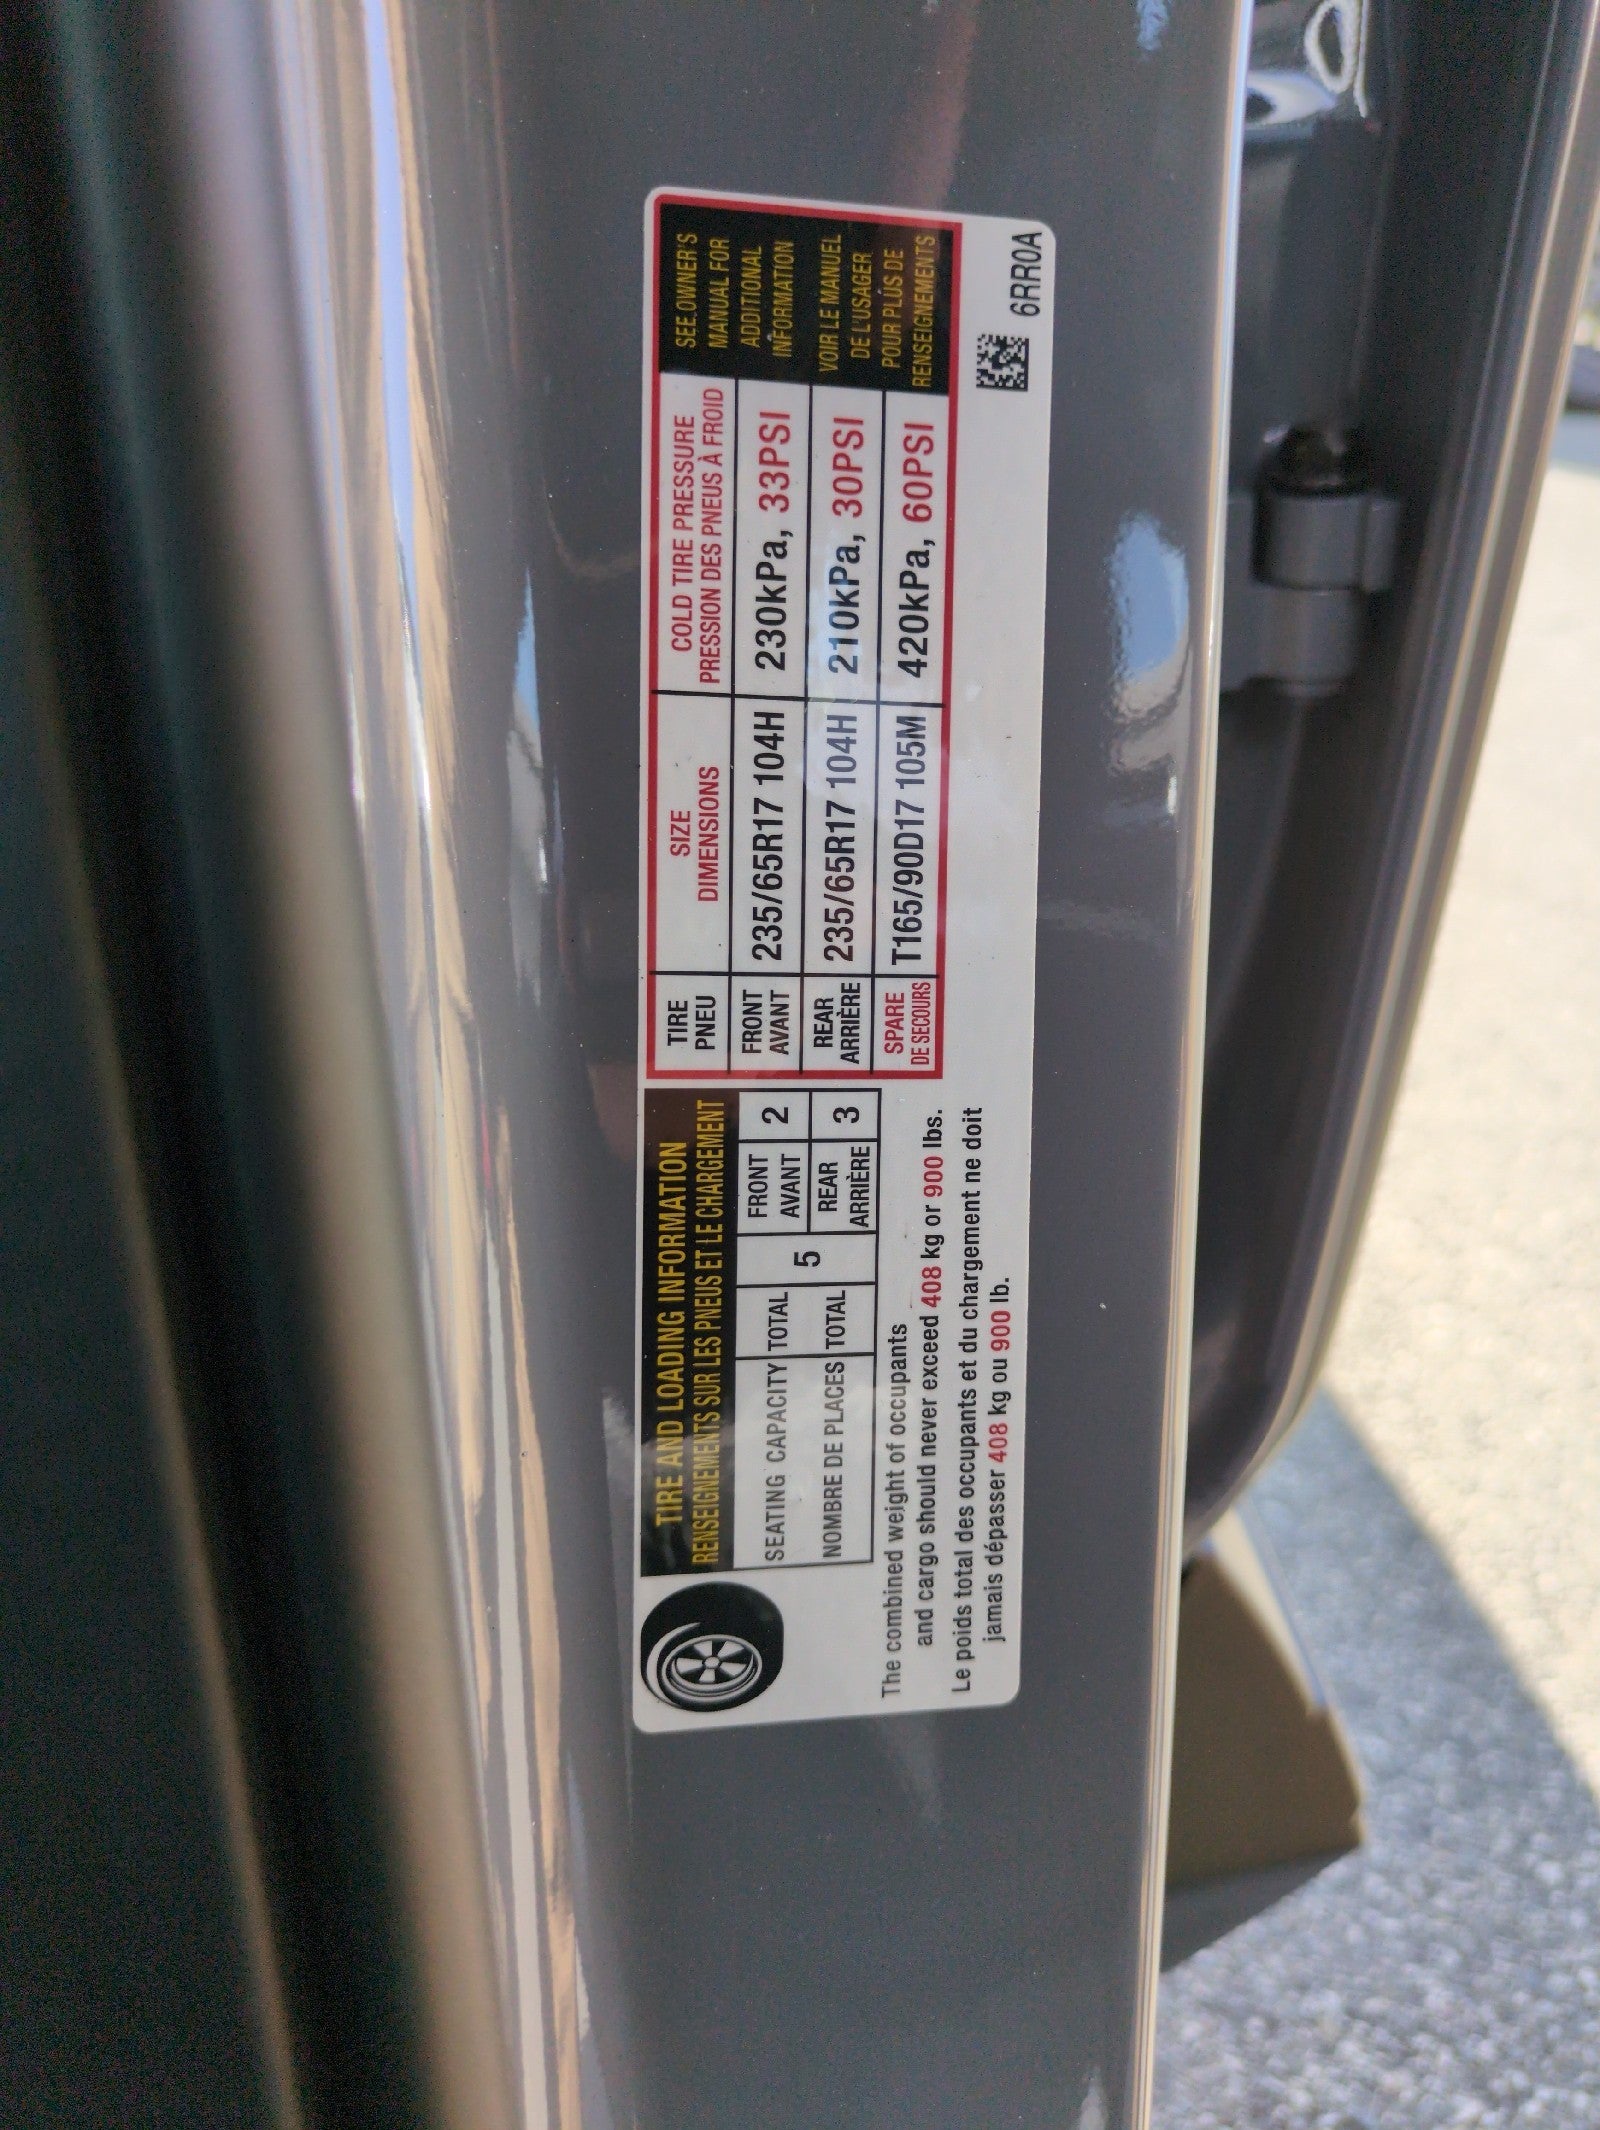 TIRE AND LOADING INFORMATION
RENSEIGNEMENTS SUR LES PNEUS ET LE CHARGEMENT
SEATING CAPACITY TOTAL 5 FRONT 2
AVANT
NOMBRE DE PLACES TOTAL REAR 3
ARRIÈRE
The combined weight of occupants
and cargo should never exceed 408 kg or 900 lbs.
Le poids total des occupants et du chargement ne doit
jamais dépasser 408 kg ou 900 lb.
TIRE SIZE COLD TIRE PRESSURE
PNEU DIMENSIONS PRESSION DES PNEUS À FROID
FRONT 235/65R17 104H 230kPa, 33PSI
AVANT
REAR 235/65R17 104H 210kPa, 30PSI
ARRIÈRE
SPARE T165/90D17 105M 420kPa, 60PSI
DE SECOURS
SEE OWNER'S
MANUAL FOR
ADDITIONAL
INFORMATION
VOIR LE MANUEL
DE L'USAGER
POUR PLUS DE
RENSEIGNEMENTS
6RR0A